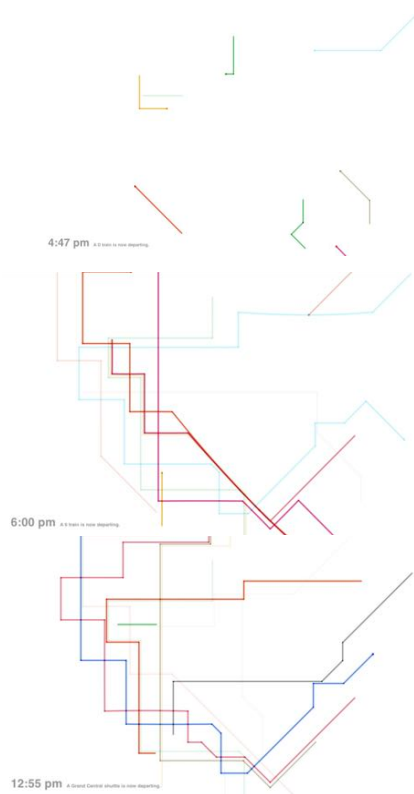 4:47 pm A D train is now departing.
6:00 pm A 6 train is now departing.
12:55 pm A Grand Central shuttle is now departing.